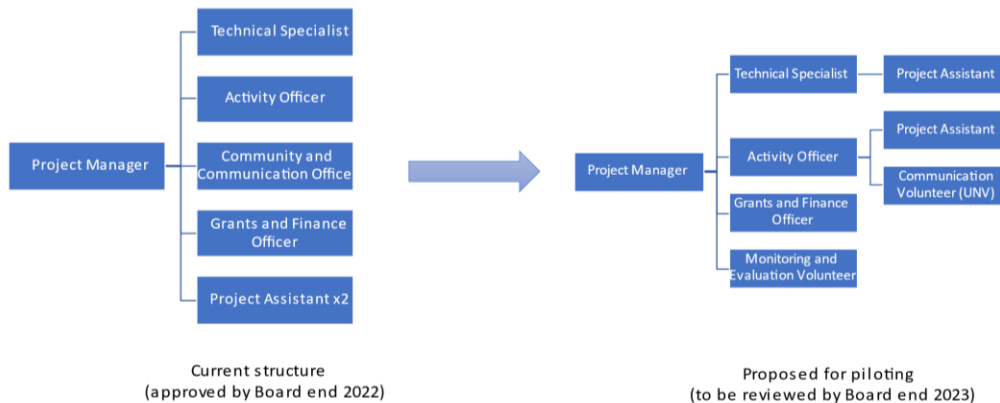 Technical Specialist
Activity Officer
Project Manager
Community and
Communication Office
Grants and Finance
Officer
Project Assistant x2
Current structure
(approved by Board end 2022)
Technical Specialist
Project Assistant
Project Assistant
Project Manager
Activity Officer
Communication
Volunteer (UNV)
Grants and Finance
Officer
Monitoring and
Evaluation Volunteer
Proposed for piloting
(to be reviewed by Board end 2023)